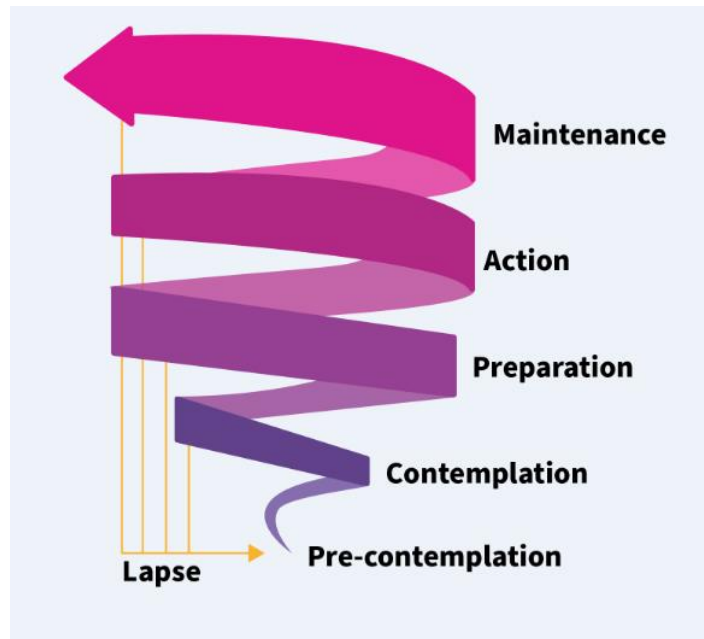 Maintenance
Action
Preparation
Contemplation
Pre-contemplation
Lapse